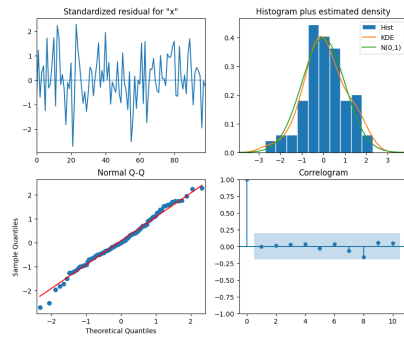 Standardized residual for "x"
2
1
0
−1
−2
0 20 40 60 80
Histogram plus estimated density
Hist
KDE
N(0,1)
0.4
0.3
0.2
0.1
0.0
−3 −2 −1 0 1 2 3
Normal Q-Q
Sample Quantiles
2
1
0
−1
−2
−2 −1 0 1 2
Theoretical Quantiles
Correlogram
1.00
0.75
0.50
0.25
0.00
−0.25
−0.50
−0.75
−1.00
0 2 4 6 8 10